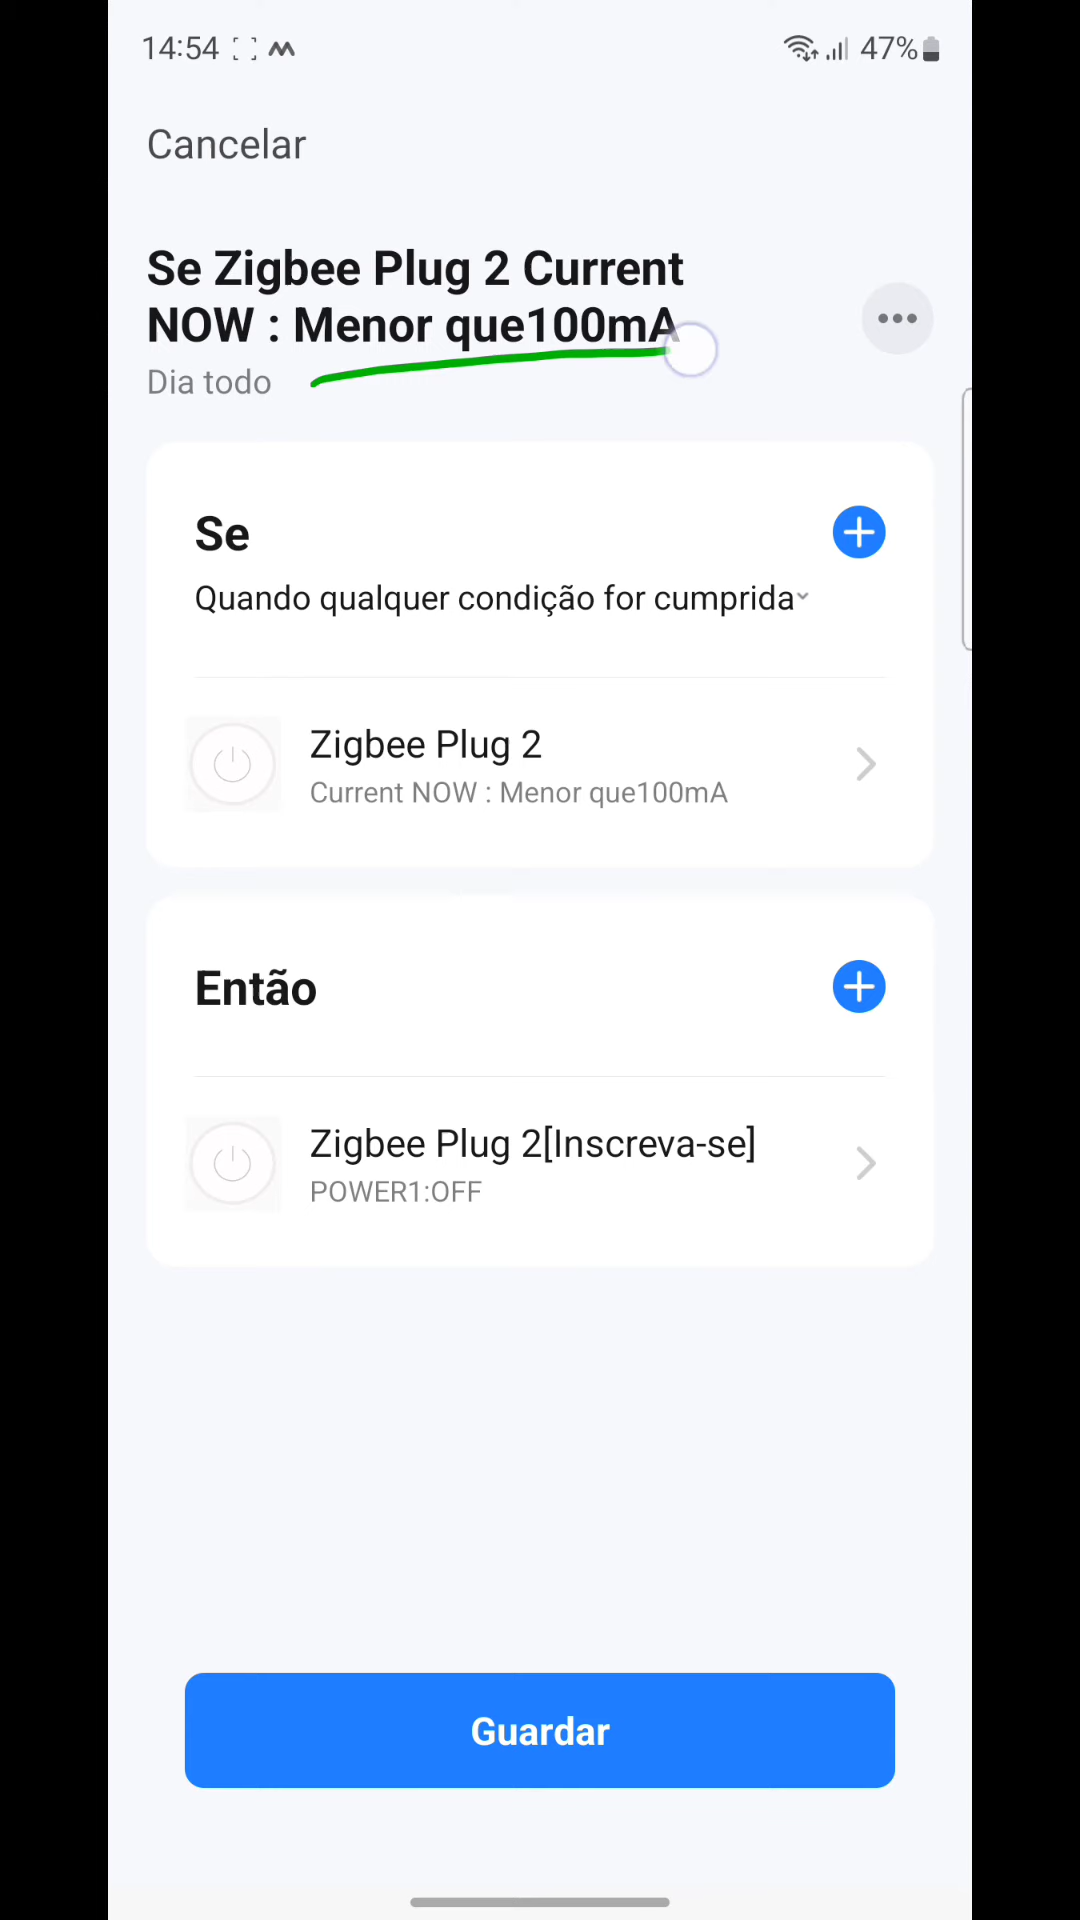 14:54
47%
Cancelar
Se Zigbee Plug 2 Current
NOW : Menor que100mA
Dia todo
Se
Quando qualquer condição for cumprida
Zigbee Plug 2
Current NOW : Menor que100mA
Então
Zigbee Plug 2[Inscreva-se]
POWER1:OFF
Guardar